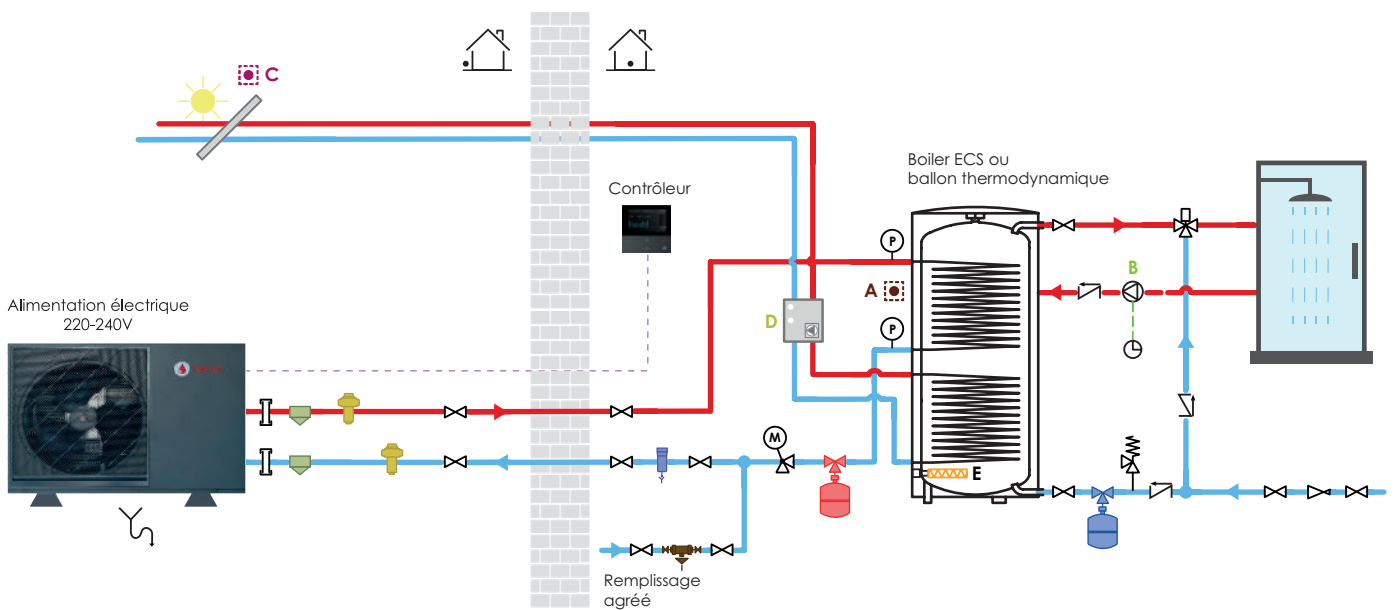 C
Boiler ECS ou
ballon thermodynamique
Contrôleur
P
A
B
Alimentation électrique
220-240V
D
P
M
E
Remplissage
agréé